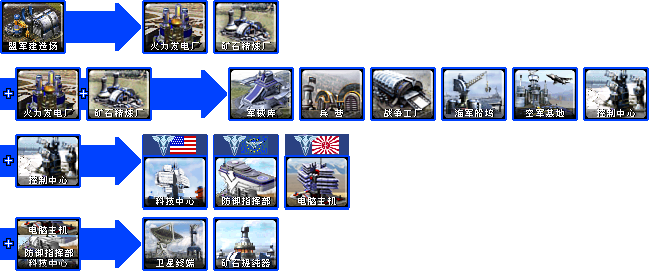 盟军建造场 火力发电厂 矿石精炼厂
+ 火力发电厂 + 矿石精炼厂 军械库 兵营 战争工厂 海军船坞 空军基地 控制中心
+ 控制中心 科技中心 防御指挥部 电脑主机
+ 电脑主机
防御指挥部
科技中心 卫星终端 矿石提纯器